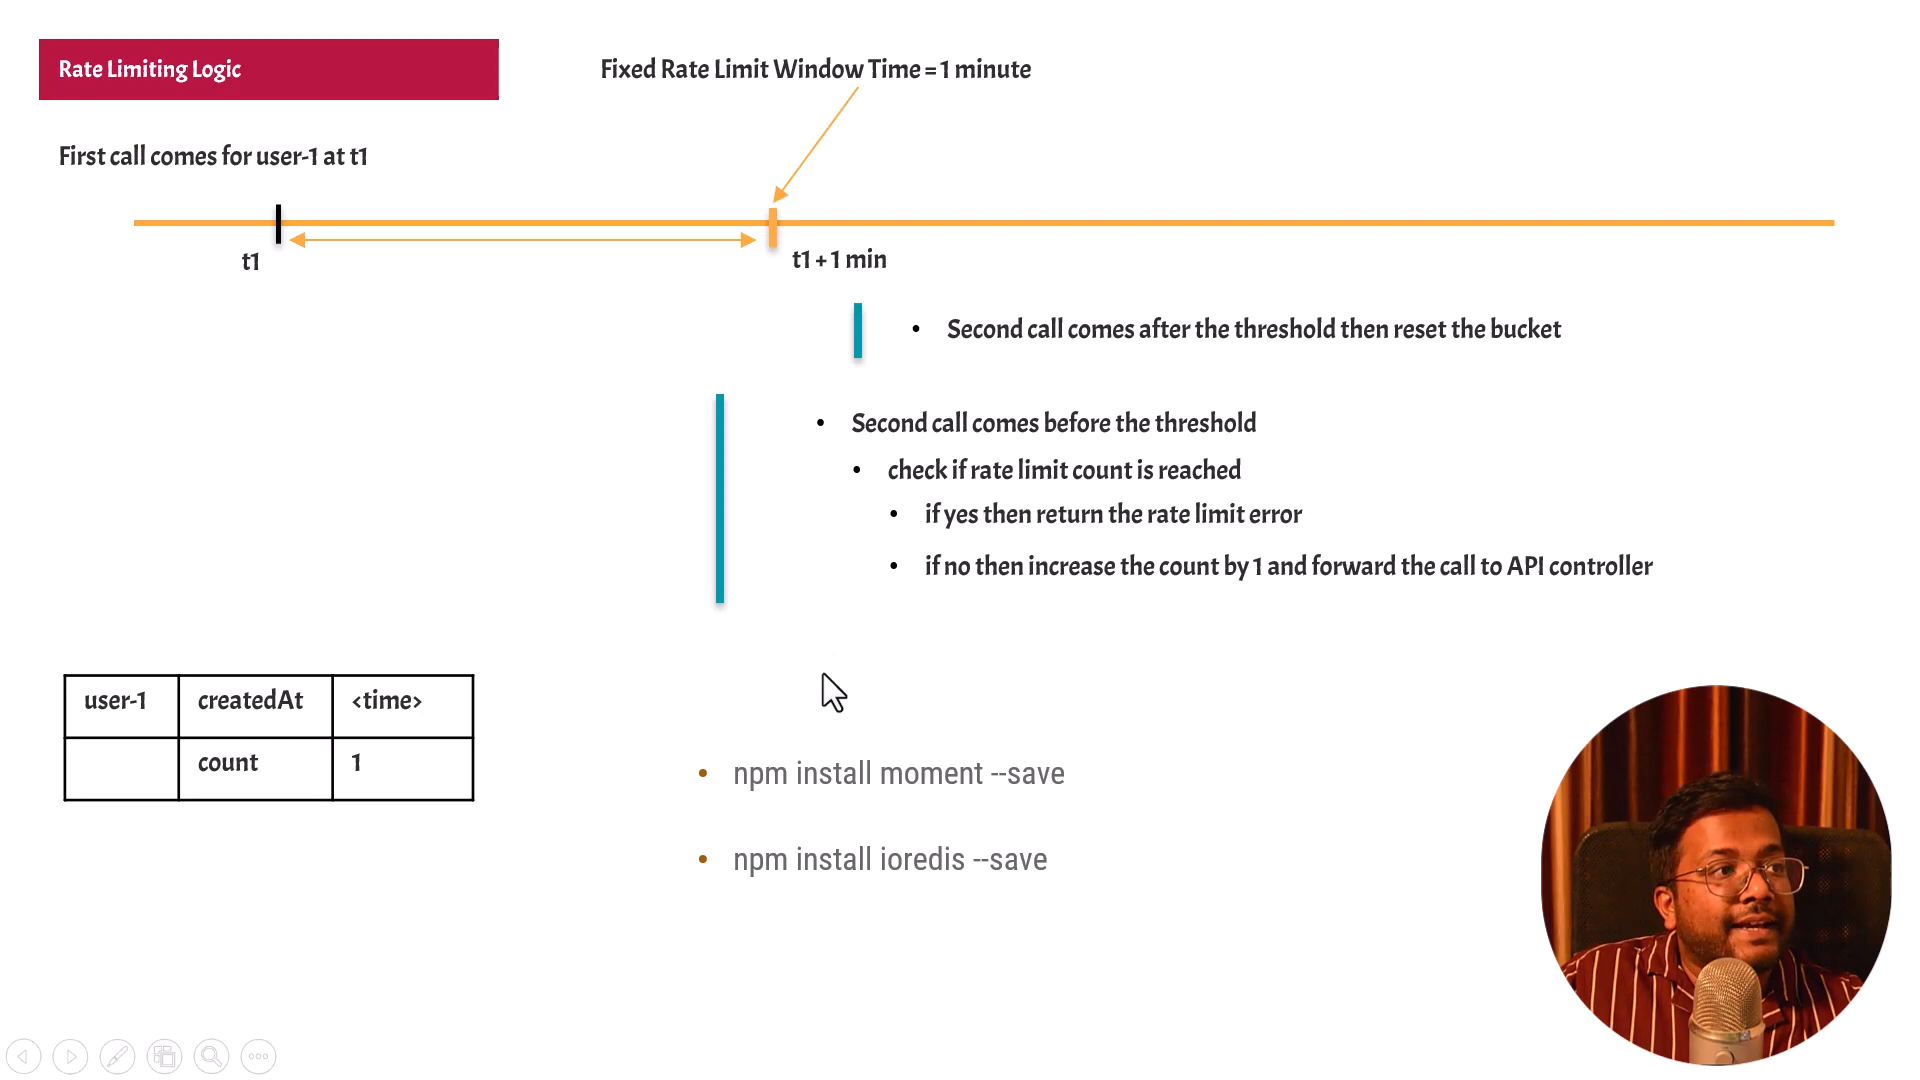 Rate Limiting Logic
Fixed Rate Limit Window Time = 1 minute
First call comes for user-1 at t1
t1
t1 + 1 min
• Second call comes after the threshold then reset the bucket
• Second call comes before the threshold
• check if rate limit count is reached
• if yes then return the rate limit error
• if no then increase the count by 1 and forward the call to API controller
user-1 createdAt <time>
count 1
• npm install moment --save
• npm install ioredis --save